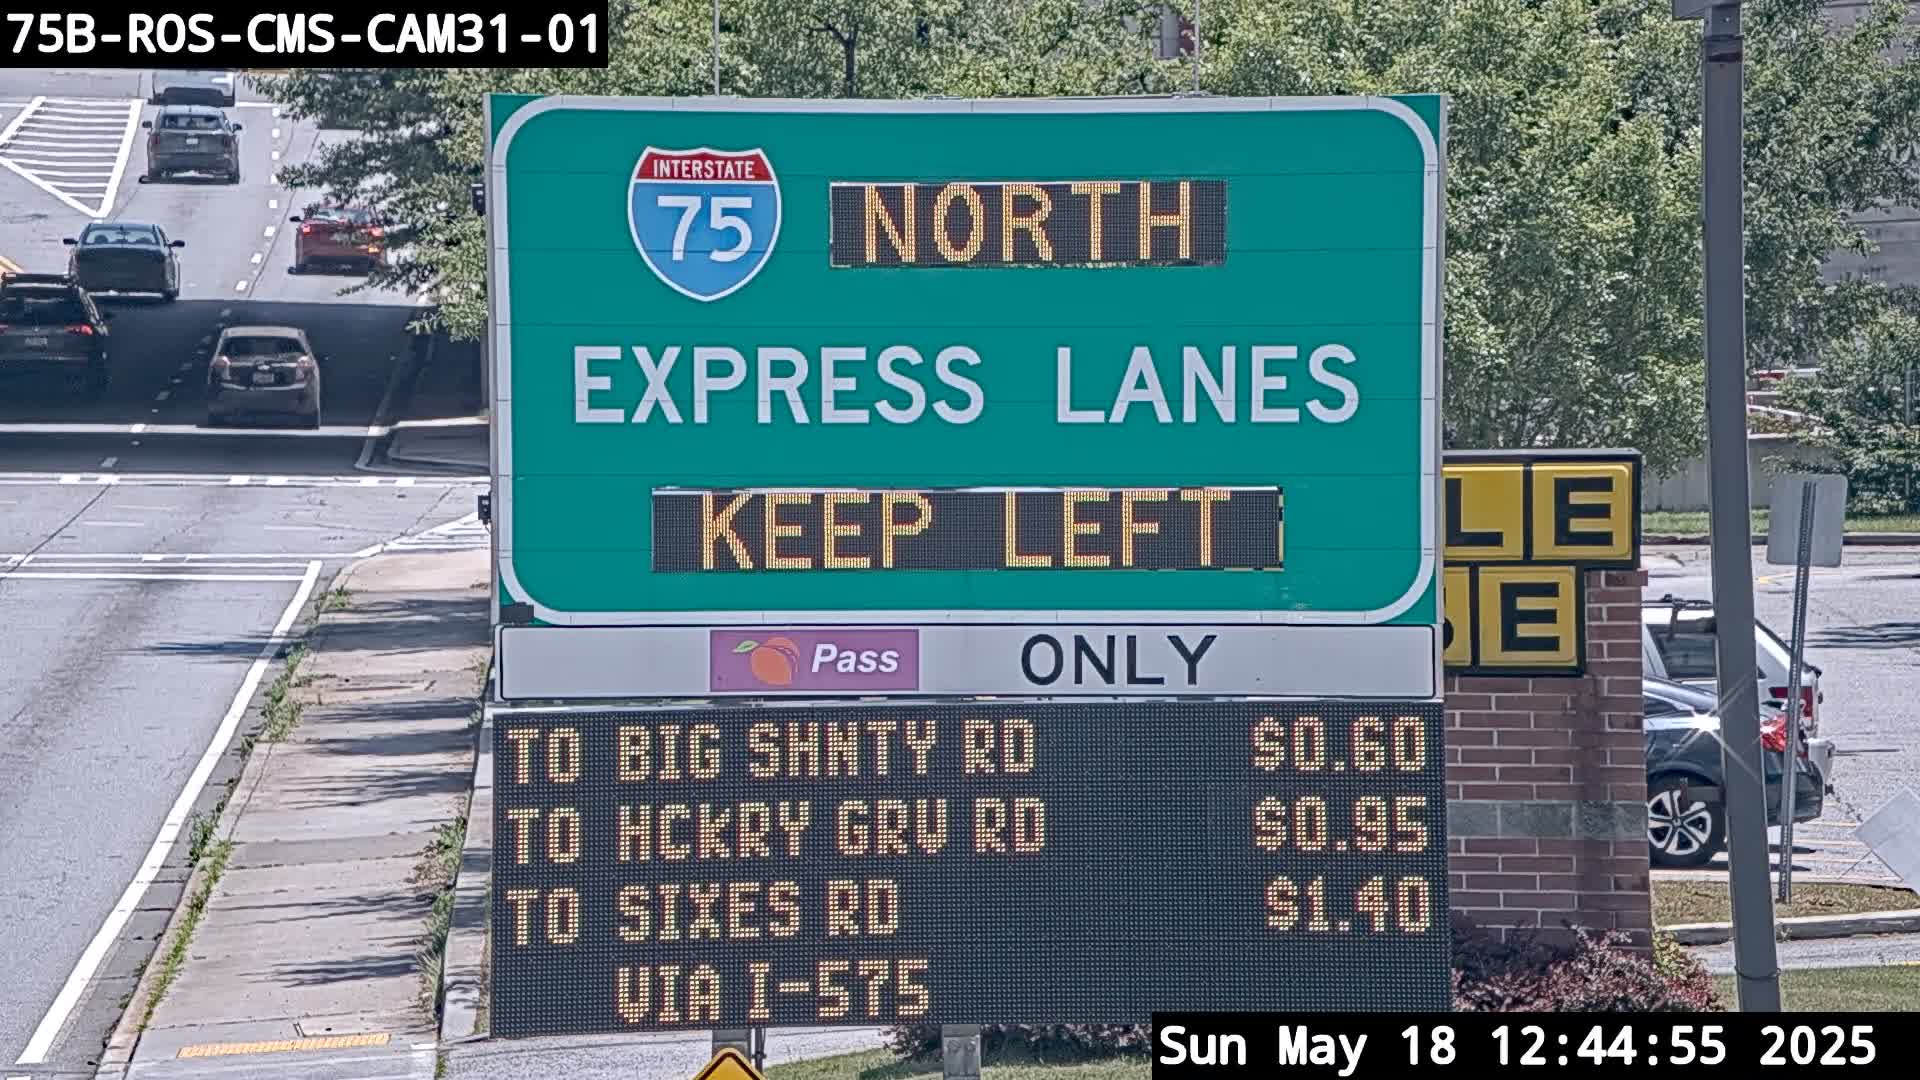 75B-ROS-CMS-CAM31-01
INTERSTATE
75
NORTH
EXPRESS LANES
KEEP LEFT
Pass ONLY
TO BIG SHNTY RD $0.60
TO HCKRY GRV RD $0.95
TO SIXES RD $1.40
VIA I-575
LE
E
Sun May 18 12:44:55 2025